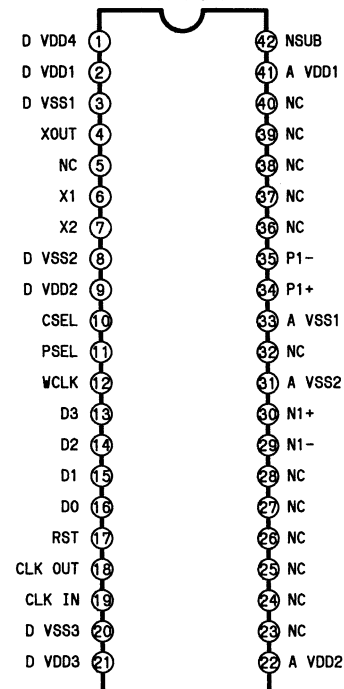 D VDD4 1 42 NSUB
D VDD1 2 41 A VDD1
D VSS1 3 40 NC
XOUT 4 39 NC
NC 5 38 NC
X1 6 37 NC
X2 7 36 NC
D VSS2 8 35 P1-
D VDD2 9 34 P1+
CSEL 10 33 A VSS1
PSEL 11 32 NC
WCLK 12 31 A VSS2
D3 13 30 N1+
D2 14 29 N1-
D1 15 28 NC
D0 16 27 NC
RST 17 26 NC
CLK OUT 18 25 NC
CLK IN 19 24 NC
D VSS3 20 23 NC
D VDD3 21 22 A VDD2